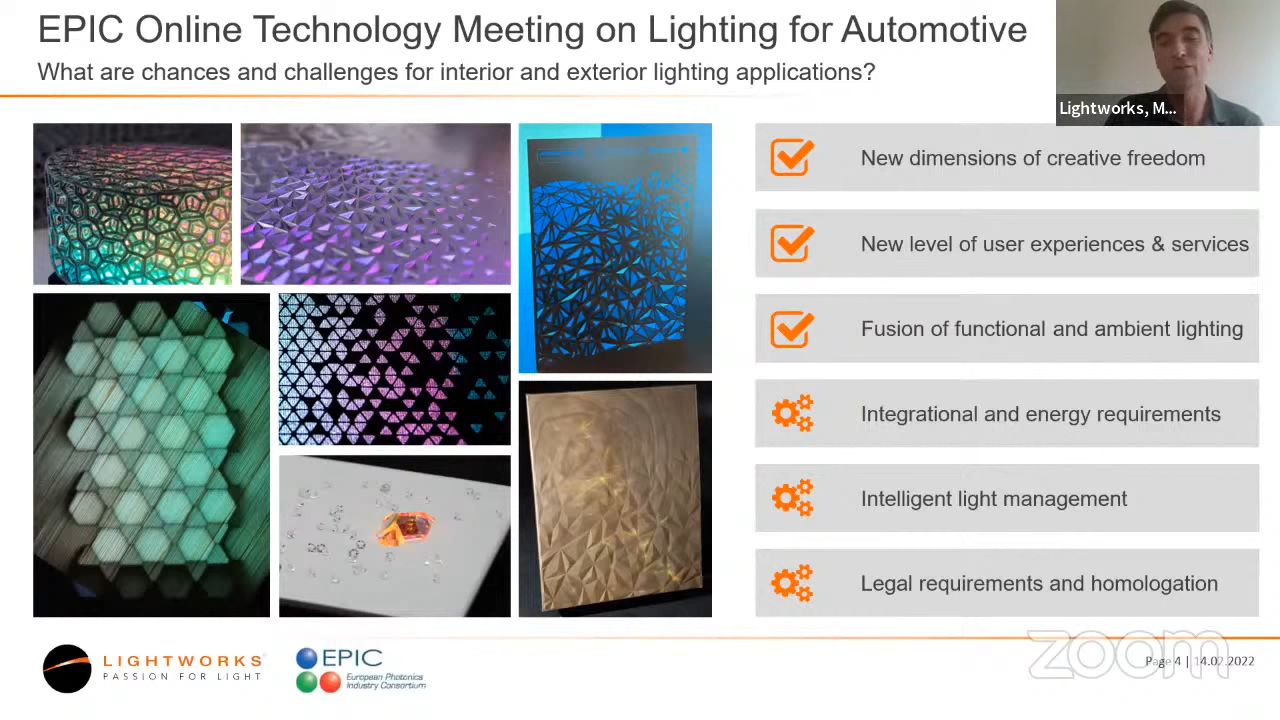 EPIC Online Technology Meeting on Lighting for Automotive
What are chances and challenges for interior and exterior lighting applications?
Lightworks, M...
New dimensions of creative freedom
New level of user experiences & services
Fusion of functional and ambient lighting
Integrational and energy requirements
Intelligent light management
Legal requirements and homologation
LIGHTWORKS®
PASSION FOR LIGHT
EPIC
European Photonics
Industry Consortium
zoom
Page 4 | 14.02.2022